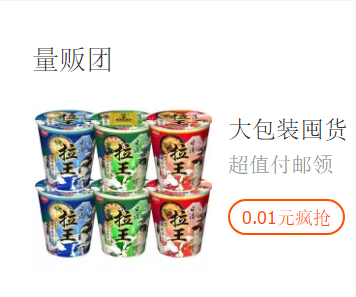 量贩团
大包装囤货
超值付邮领
0.01元疯抢
拉王 拉王 拉王
拉王 拉王 拉王